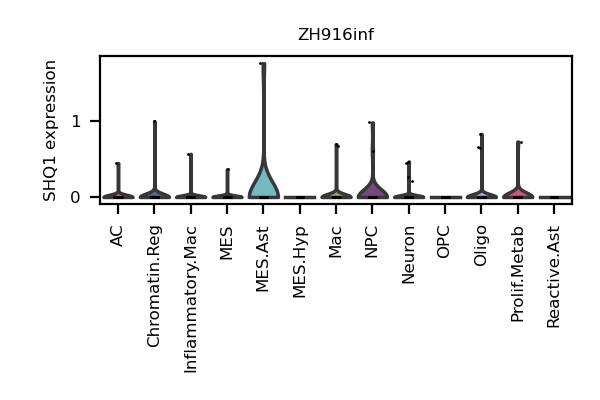 ZH916inf
SHQ1 expression
1
0
AC
Chromatin.Reg
Inflammatory.Mac
MES
MES.Ast
MES.Hyp
Mac
NPC
Neuron
OPC
Oligo
Prolif.Metab
Reactive.Ast